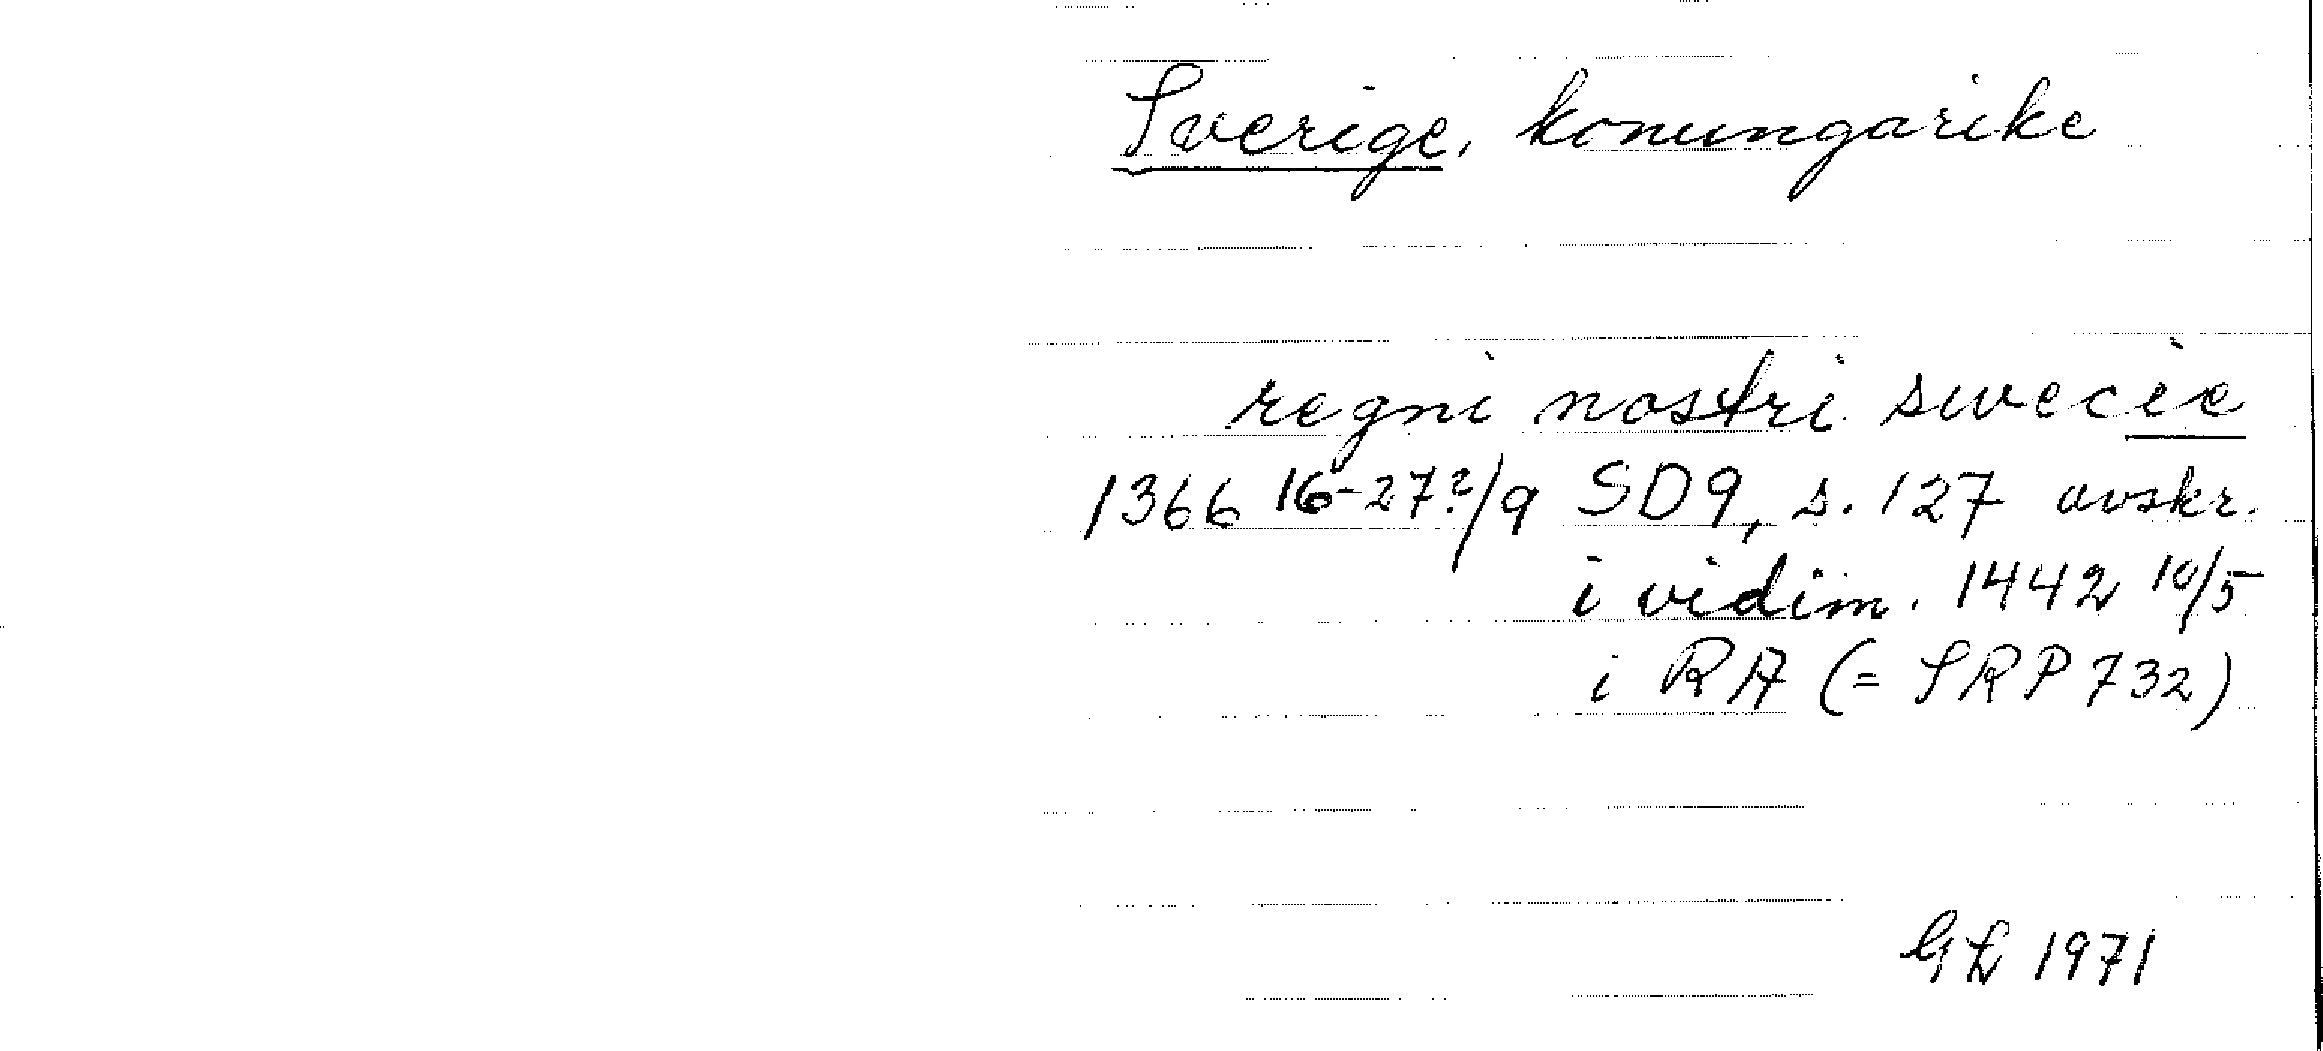 Sverige, konungarike
regni nostri swecie
1366 16-27?/9 SD9, s. 127 avskr.
i vidim. 1442 10/5
i RA (= SRP 732)
GL 1971